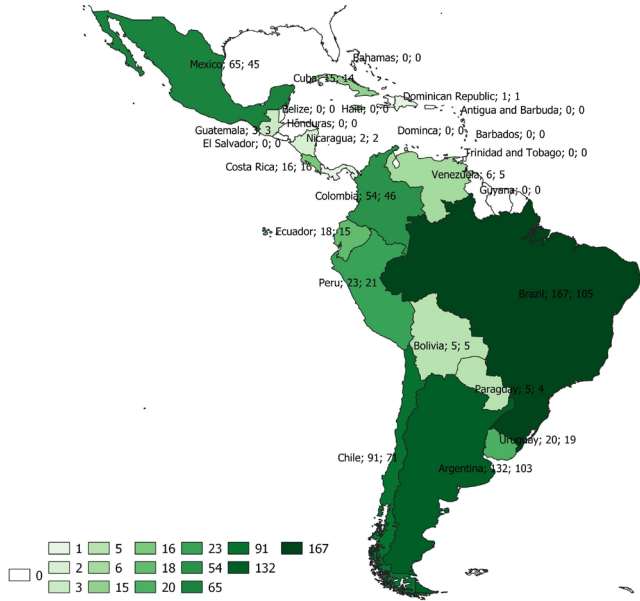 Bahamas; 0; 0
Mexico; 65; 45
Cuba; 15; 14
Dominican Republic; 1; 1
Belize; 0; 0
Haiti; 0; 0
Antigua and Barbuda; 0; 0
Honduras; 0; 0
Guatemala; 3; 3
Nicaragua; 2; 2
Dominca; 0; 0
Barbados; 0; 0
El Salvador; 0; 0
Trinidad and Tobago; 0; 0
Costa Rica; 16; 16
Venezuela; 6; 5
Guyana; 0; 0
Colombia; 54; 46
Ecuador; 18; 15
Peru; 23; 21
Brazil; 167; 105
Bolivia; 5; 5
Paraguay; 5; 4
Uruguay; 20; 19
Chile; 91; 71
Argentina; 132; 103
1 5 16 23 91 167
0 2 6 18 54 132
3 15 20 65